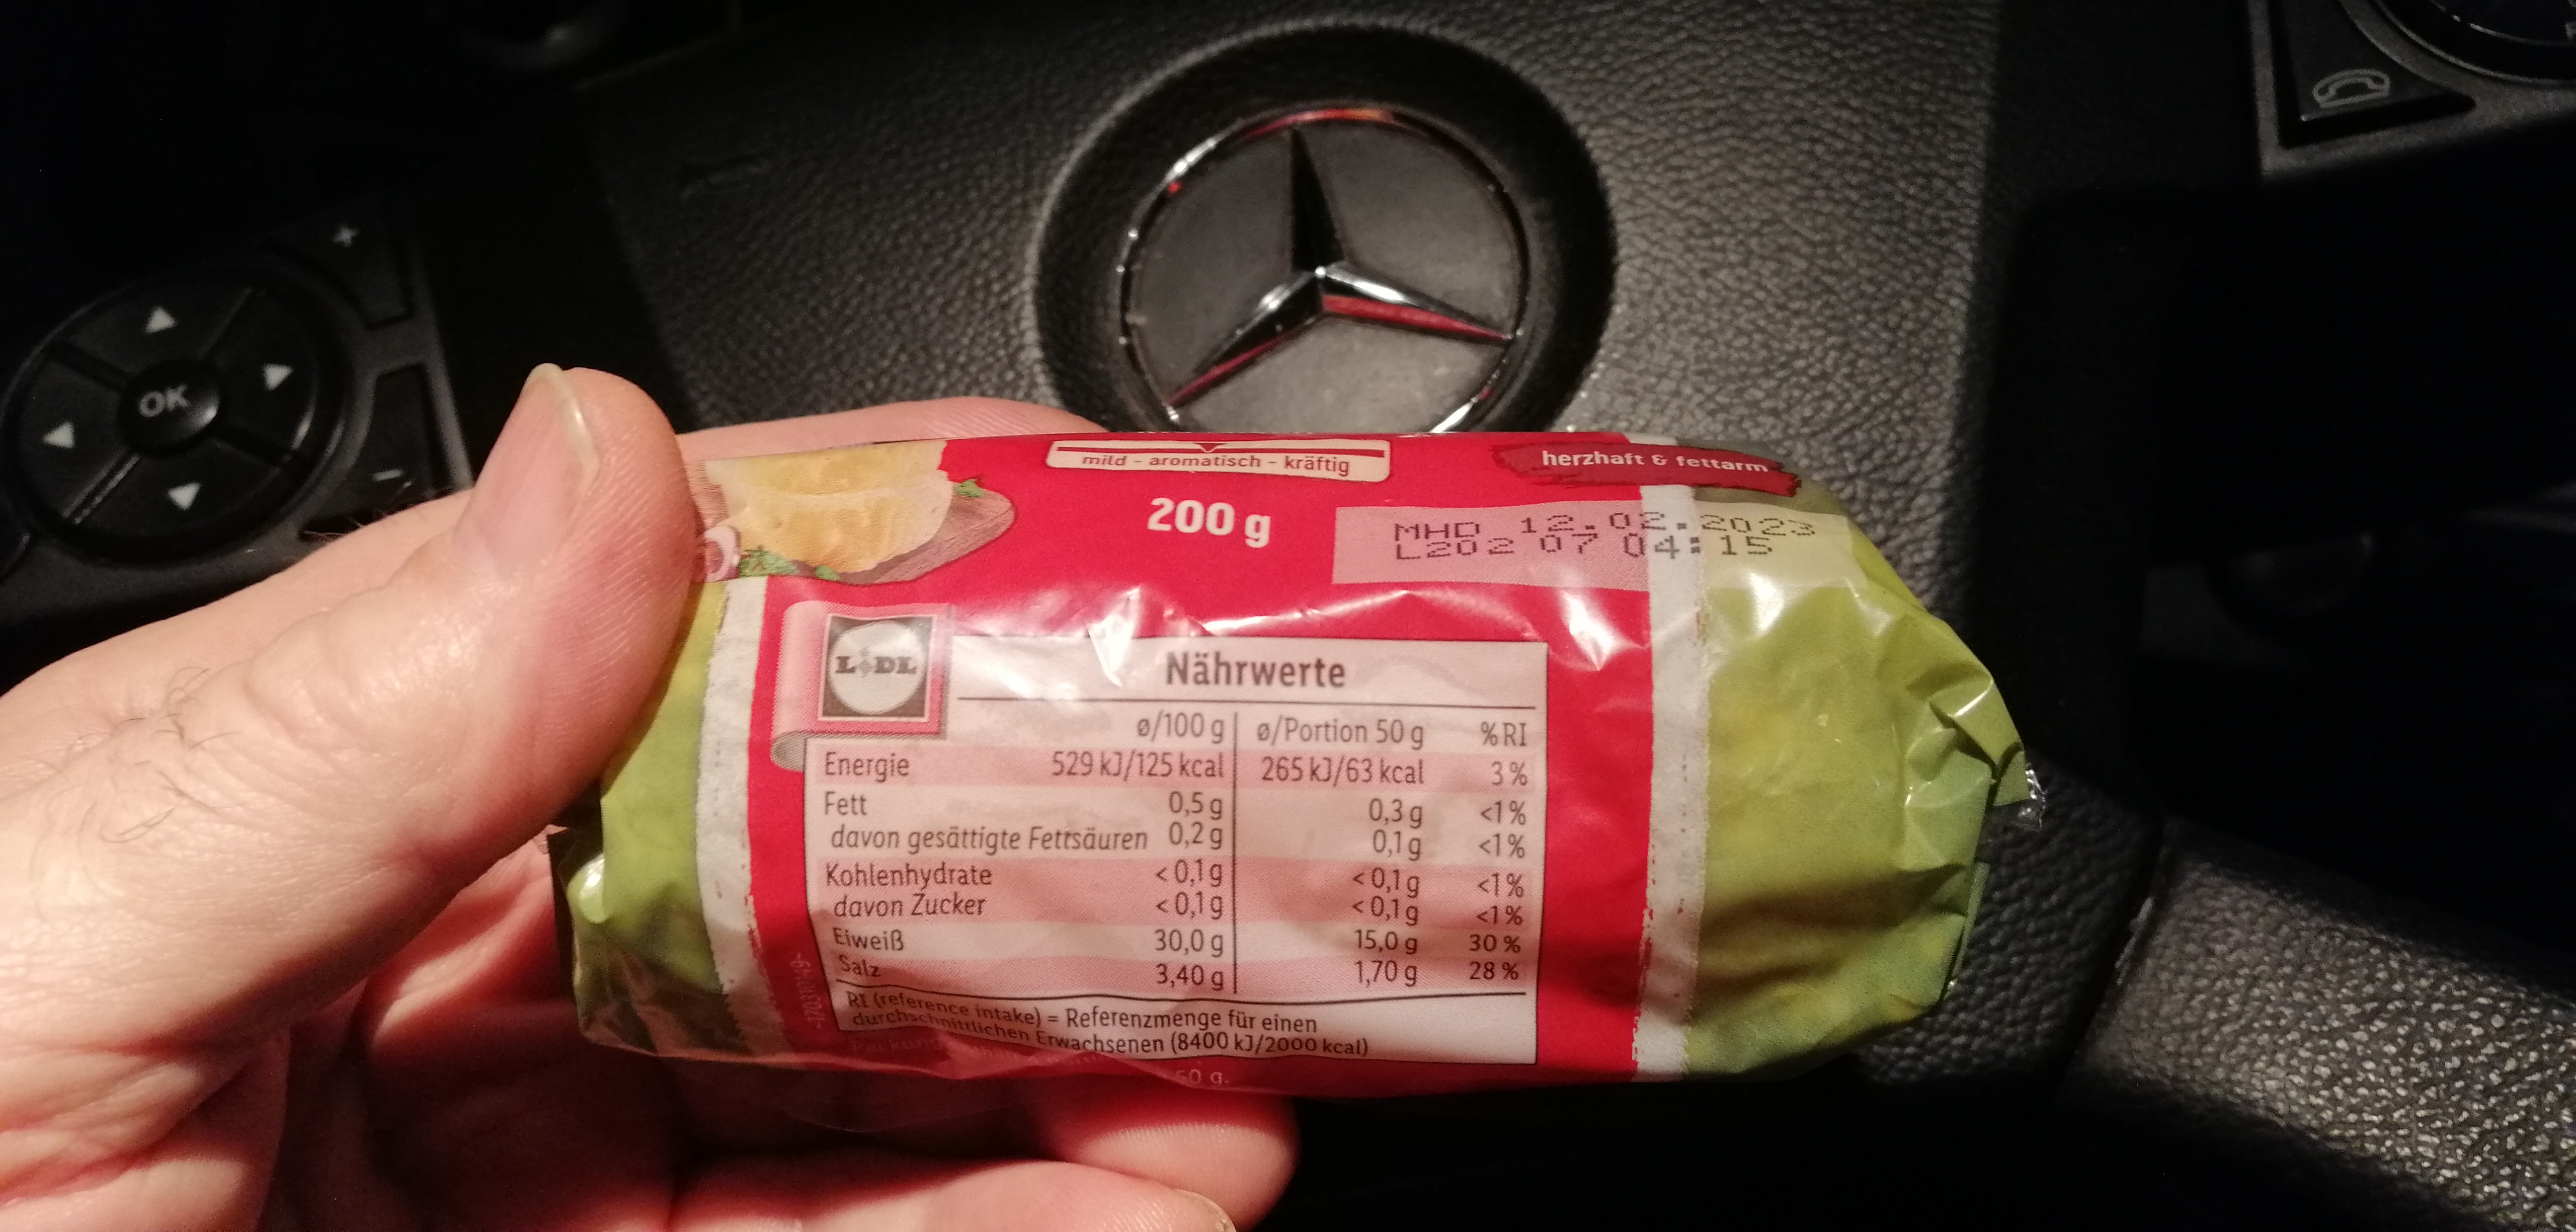 +
OK
-
mild - aromatisch - kräftig
herzhaft & fettarm
200 g
MHD 12.02.2023
L202 07 04:15
LIDL
Nährwerte
ø/100 g ø/Portion 50 g %RI
Energie 529 kJ/125 kcal 265 kJ/63 kcal 3 %
Fett 0,5 g 0,3 g <1 %
davon gesättigte Fettsäuren 0,2 g 0,1 g <1 %
Kohlenhydrate <0,1 g <0,1 g <1 %
davon Zucker <0,1 g <0,1 g <1 %
Eiweiß 30,0 g 15,0 g 30 %
Salz 3,40 g 1,70 g 28 %
RI (reference intake) = Referenzmenge für einen
durchschnittlichen Erwachsenen (8400 kJ/2000 kcal)
50 g.